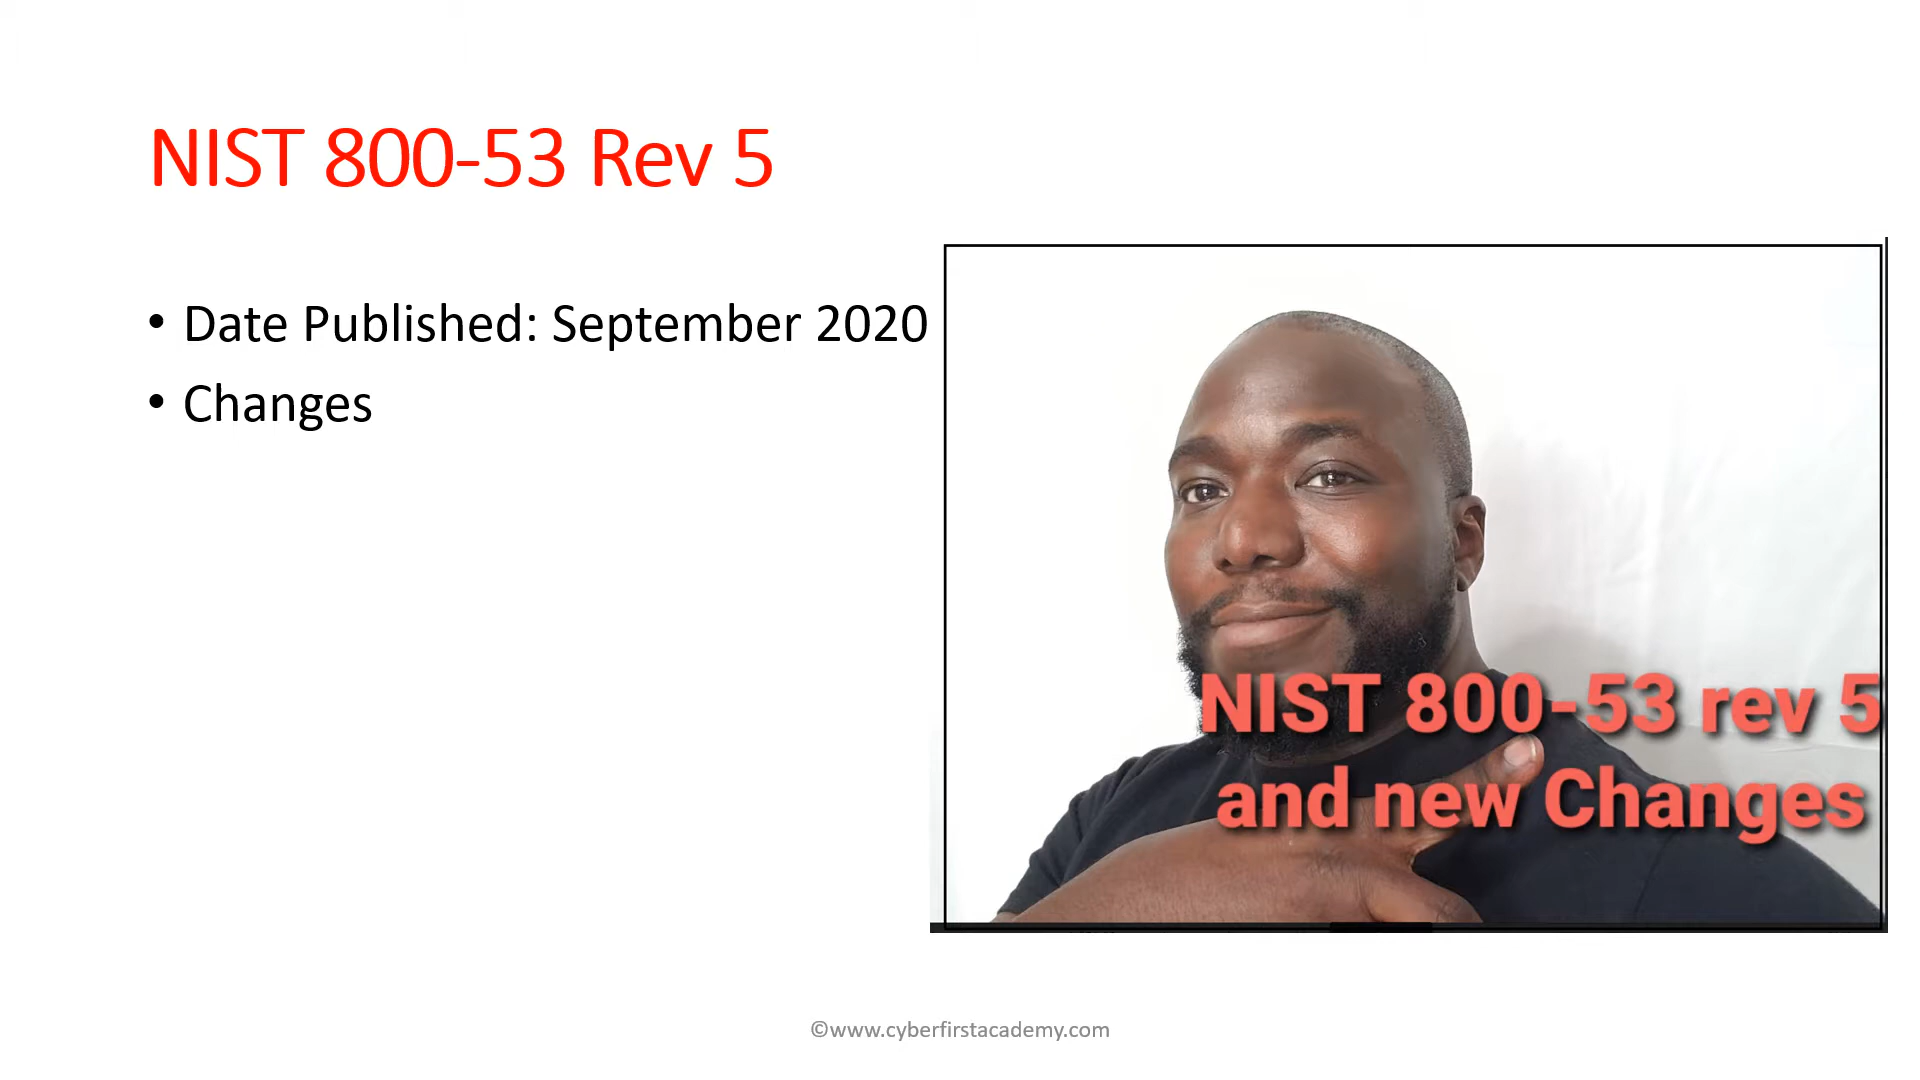 NIST 800-53 Rev 5
• Date Published: September 2020
• Changes
NIST 800-53 rev 5
and new Changes
©www.cyberfirstacademy.com